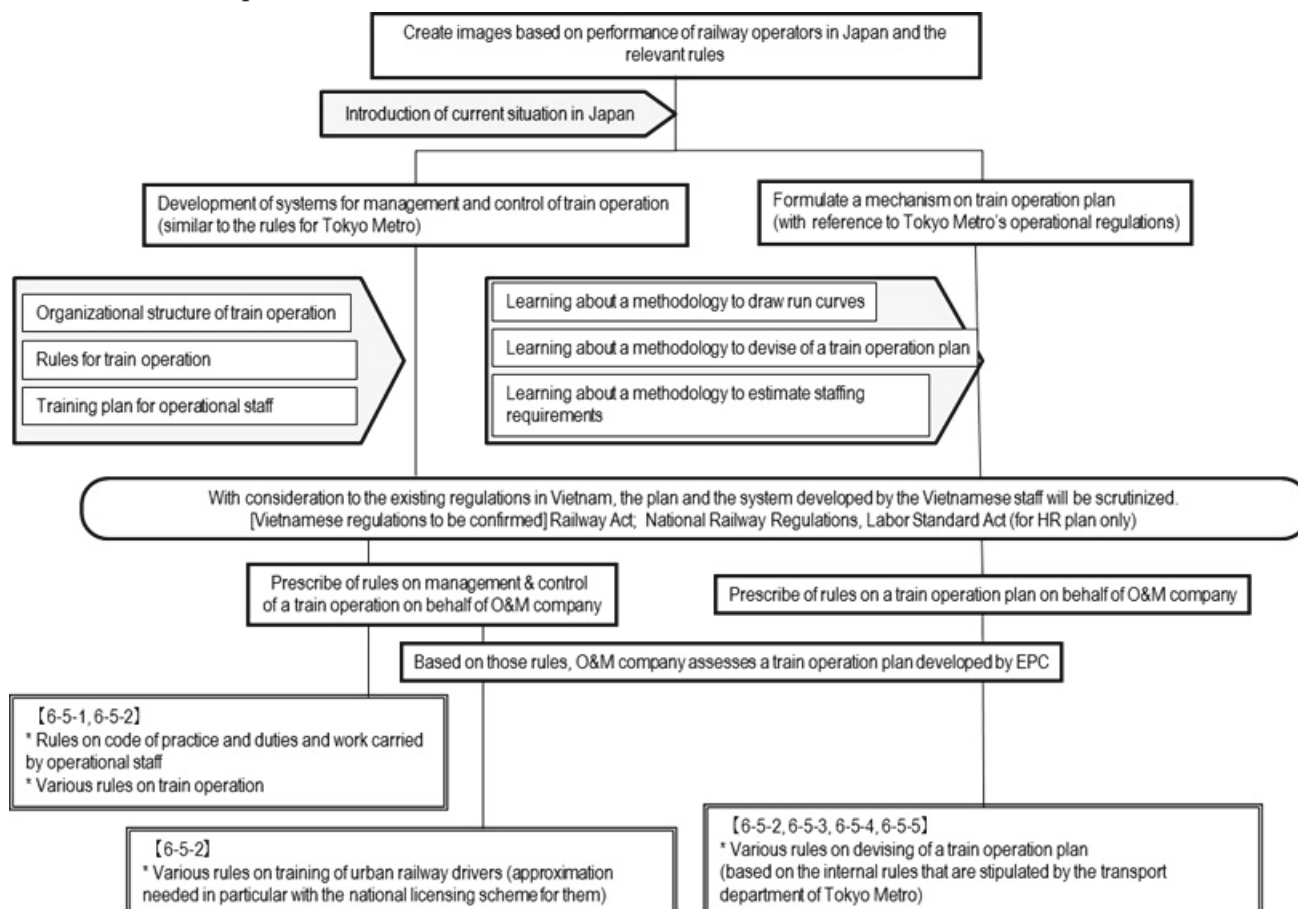 Create images based on performance of railway operators in Japan and the
relevant rules
Introduction of current situation in Japan
Development of systems for management and control of train operation
(similar to the rules for Tokyo Metro)
Formulate a mechanism on train operation plan
(with reference to Tokyo Metro's operational regulations)
Organizational structure of train operation
Rules for train operation
Training plan for operational staff
Learning about a methodology to draw run curves
Learning about a methodology to devise of a train operation plan
Learning about a methodology to estimate staffing
requirements
With consideration to the existing regulations in Vietnam, the plan and the system developed by the Vietnamese staff will be scrutinized.
[Vietnamese regulations to be confirmed] Railway Act; National Railway Regulations, Labor Standard Act (for HR plan only)
Prescribe of rules on management & control
of a train operation on behalf of O&M company
Prescribe of rules on a train operation plan on behalf of O&M company
Based on those rules, O&M company assesses a train operation plan developed by EPC
【6-5-1, 6-5-2】
* Rules on code of practice and duties and work carried
by operational staff
* Various rules on train operation
【6-5-2】
* Various rules on training of urban railway drivers (approximation
needed in particular with the national licensing scheme for them)
【6-5-2, 6-5-3, 6-5-4, 6-5-5】
* Various rules on devising of a train operation plan
(based on the internal rules that are stipulated by the transport
department of Tokyo Metro)